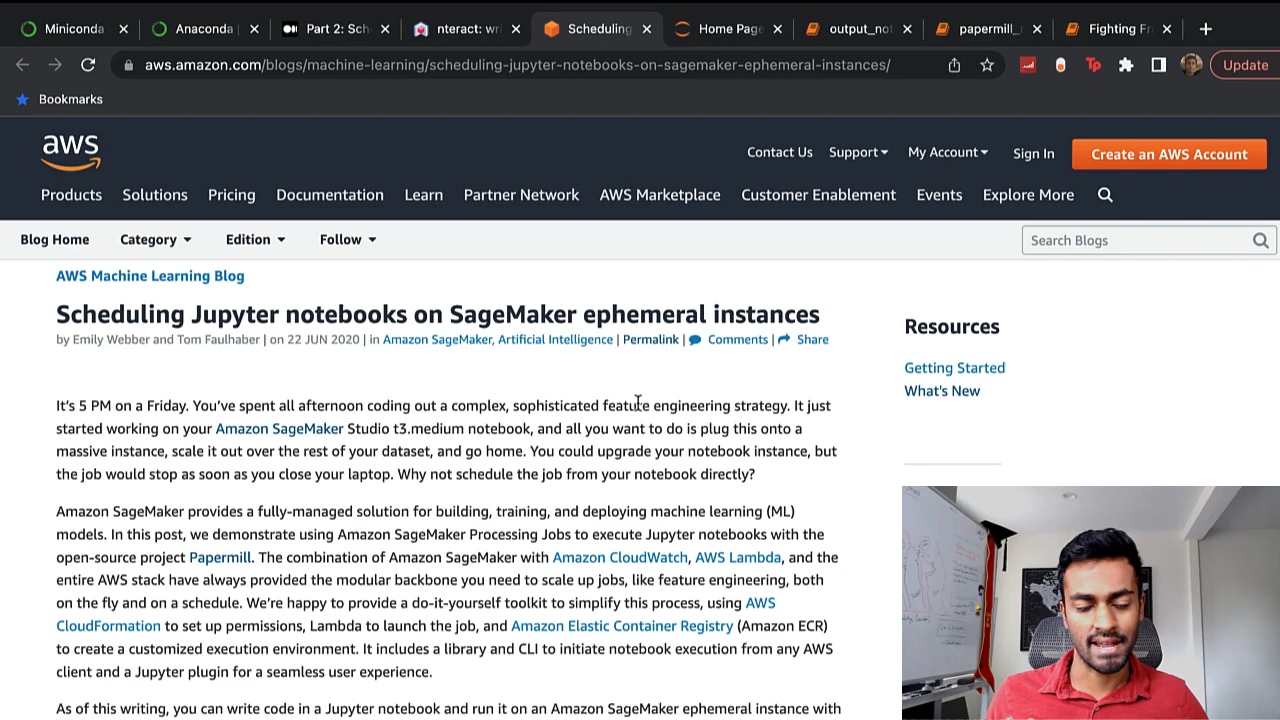 Miniconda
Anaconda
Part 2: Sch
nteract: wri
Scheduling
Home Page
output_not
papermill_
Fighting Fr
aws.amazon.com/blogs/machine-learning/scheduling-jupyter-notebooks-on-sagemaker-ephemeral-instances/
Update
Bookmarks
aws
Contact Us Support My Account Sign In Create an AWS Account
Products Solutions Pricing Documentation Learn Partner Network AWS Marketplace Customer Enablement Events Explore More
Blog Home Category Edition Follow Search Blogs
AWS Machine Learning Blog
Scheduling Jupyter notebooks on SageMaker ephemeral instances
by Emily Webber and Tom Faulhaber | on 22 JUN 2020 | in Amazon SageMaker, Artificial Intelligence | Permalink | Comments | Share
It's 5 PM on a Friday. You've spent all afternoon coding out a complex, sophisticated feature engineering strategy. It just
started working on your Amazon SageMaker Studio t3.medium notebook, and all you want to do is plug this onto a
massive instance, scale it out over the rest of your dataset, and go home. You could upgrade your notebook instance, but
the job would stop as soon as you close your laptop. Why not schedule the job from your notebook directly?
Amazon SageMaker provides a fully-managed solution for building, training, and deploying machine learning (ML)
models. In this post, we demonstrate using Amazon SageMaker Processing Jobs to execute Jupyter notebooks with the
open-source project Papermill. The combination of Amazon SageMaker with Amazon CloudWatch, AWS Lambda, and the
entire AWS stack have always provided the modular backbone you need to scale up jobs, like feature engineering, both
on the fly and on a schedule. We're happy to provide a do-it-yourself toolkit to simplify this process, using AWS
CloudFormation to set up permissions, Lambda to launch the job, and Amazon Elastic Container Registry (Amazon ECR)
to create a customized execution environment. It includes a library and CLI to initiate notebook execution from any AWS
client and a Jupyter plugin for a seamless user experience.
As of this writing, you can write code in a Jupyter notebook and run it on an Amazon SageMaker ephemeral instance with
Resources
Getting Started
What's New